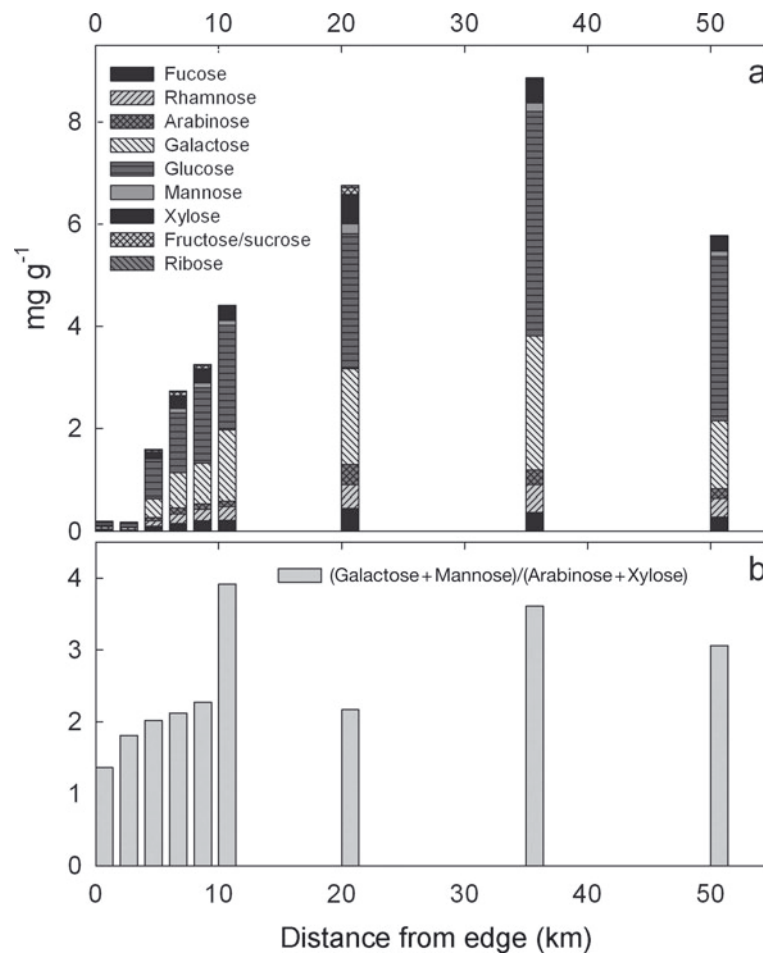 0 10 20 30 40 50
a
Fucose
Rhamnose
Arabinose
Galactose
Glucose
Mannose
Xylose
Fructose/sucrose
Ribose
8
6
4
2
0
mg g⁻¹
b
(Galactose+Mannose)/(Arabinose+Xylose)
4
3
2
1
0
0 10 20 30 40 50
Distance from edge (km)